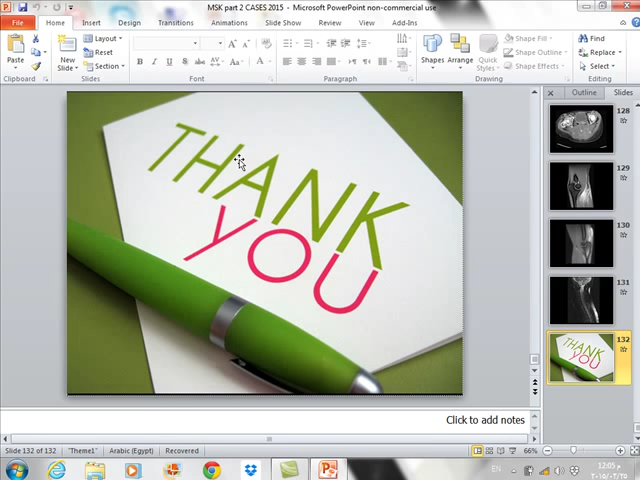 MSK part 2 CASES 2015 - Microsoft PowerPoint non-commercial use
File Home Insert Design Transitions Animations Slide Show Review View Add-Ins
Paste New Slide Layout Reset Section Shapes Arrange Quick Styles Shape Fill Shape Outline Shape Effects Find Replace Select
Clipboard Slides Font Paragraph Drawing Editing
Outline Slides
THANK
YOU
128
129
130
131
132
THANK
YOU
Click to add notes
Slide 132 of 132 "Theme1" Arabic (Egypt) Recovered 66%
EN 12:05 م